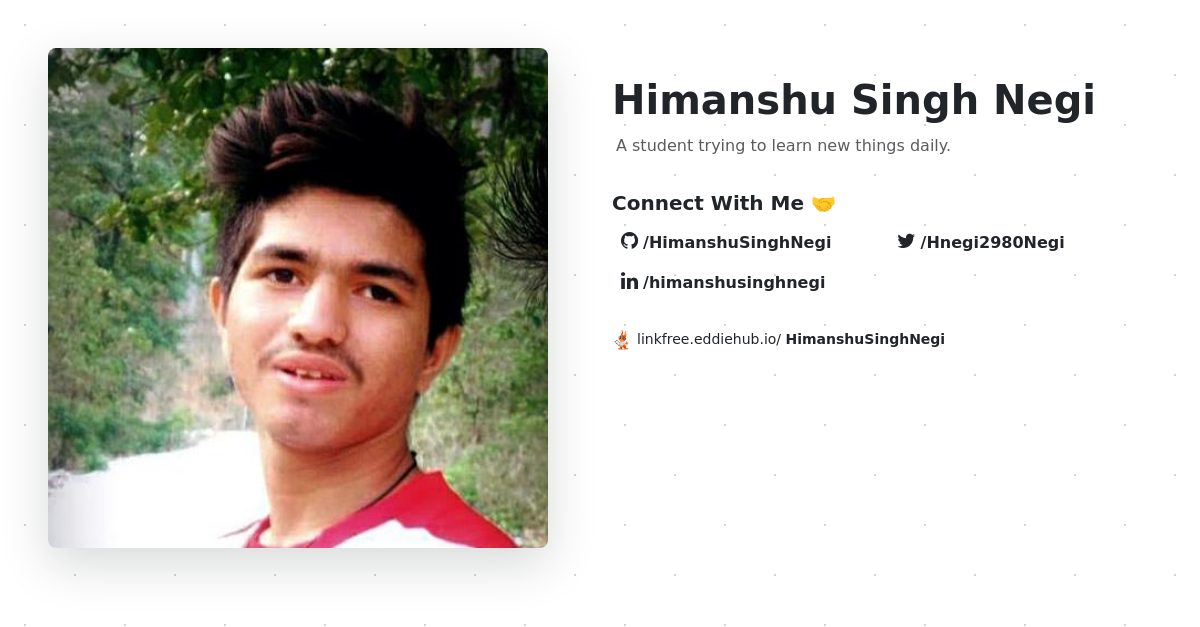 Himanshu Singh Negi
A student trying to learn new things daily.
Connect With Me 🤝
/HimanshuSinghNegi
/Hnegi2980Negi
/himanshusinghnegi
linkfree.eddiehub.io/ HimanshuSinghNegi